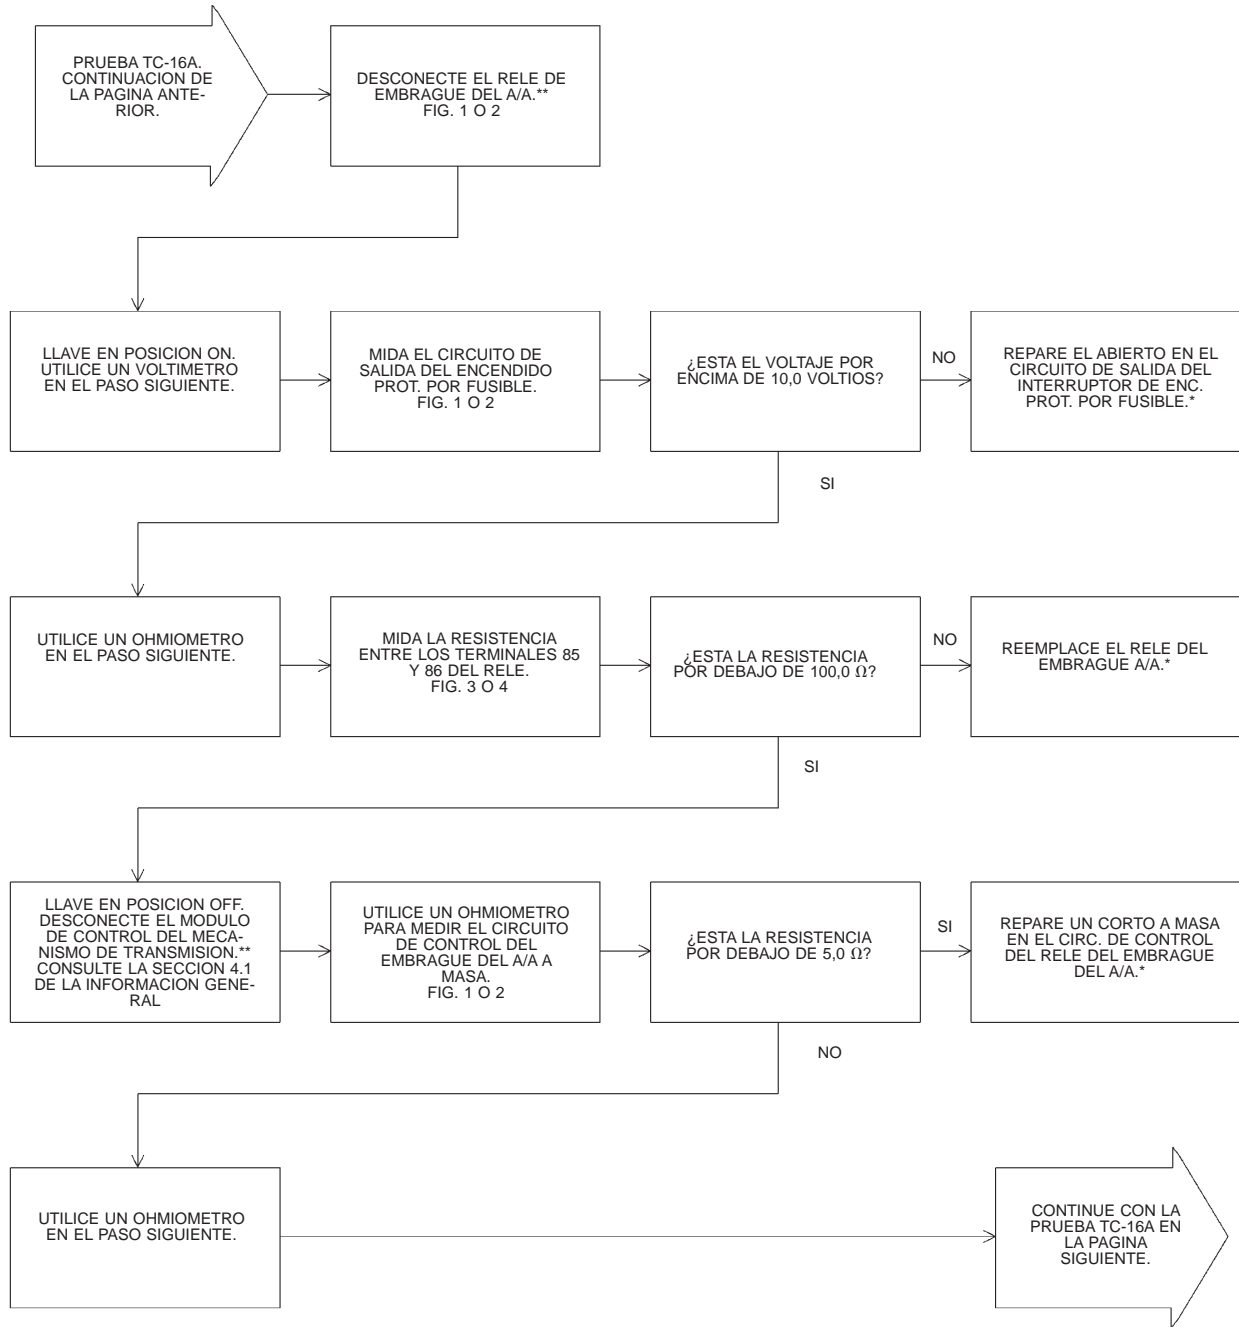 PRUEBA TC-16A.
CONTINUACION DE
LA PAGINA ANTE-
RIOR.
DESCONECTE EL RELE DE
EMBRAGUE DEL A/A.**
FIG. 1 O 2
LLAVE EN POSICION ON.
UTILICE UN VOLTIMETRO
EN EL PASO SIGUIENTE.
MIDA EL CIRCUITO DE
SALIDA DEL ENCENDIDO
PROT. POR FUSIBLE.
FIG. 1 O 2
¿ESTA EL VOLTAJE POR
ENCIMA DE 10,0 VOLTIOS?
NO
REPARE EL ABIERTO EN EL
CIRCUITO DE SALIDA DEL
INTERRUPTOR DE ENC.
PROT. POR FUSIBLE.*
SI
UTILICE UN OHMIOMETRO
EN EL PASO SIGUIENTE.
MIDA LA RESISTENCIA
ENTRE LOS TERMINALES 85
Y 86 DEL RELE.
FIG. 3 O 4
¿ESTA LA RESISTENCIA
POR DEBAJO DE 100,0 Ω?
NO
REEMPLACE EL RELE DEL
EMBRAGUE A/A.*
SI
LLAVE EN POSICION OFF.
DESCONECTE EL MODULO
DE CONTROL DEL MECA-
NISMO DE TRANSMISION.**
CONSULTE LA SECCION 4.1
DE LA INFORMACION GENE-
RAL
UTILICE UN OHMIOMETRO
PARA MEDIR EL CIRCUITO
DE CONTROL DEL
EMBRAGUE DEL A/A A
MASA.
FIG. 1 O 2
¿ESTA LA RESISTENCIA
POR DEBAJO DE 5,0 Ω?
SI
REPARE UN CORTO A MASA
EN EL CIRC. DE CONTROL
DEL RELE DEL EMBRAGUE
DEL A/A.*
NO
UTILICE UN OHMIOMETRO
EN EL PASO SIGUIENTE.
CONTINUE CON LA
PRUEBA TC-16A EN
LA PAGINA
SIGUIENTE.